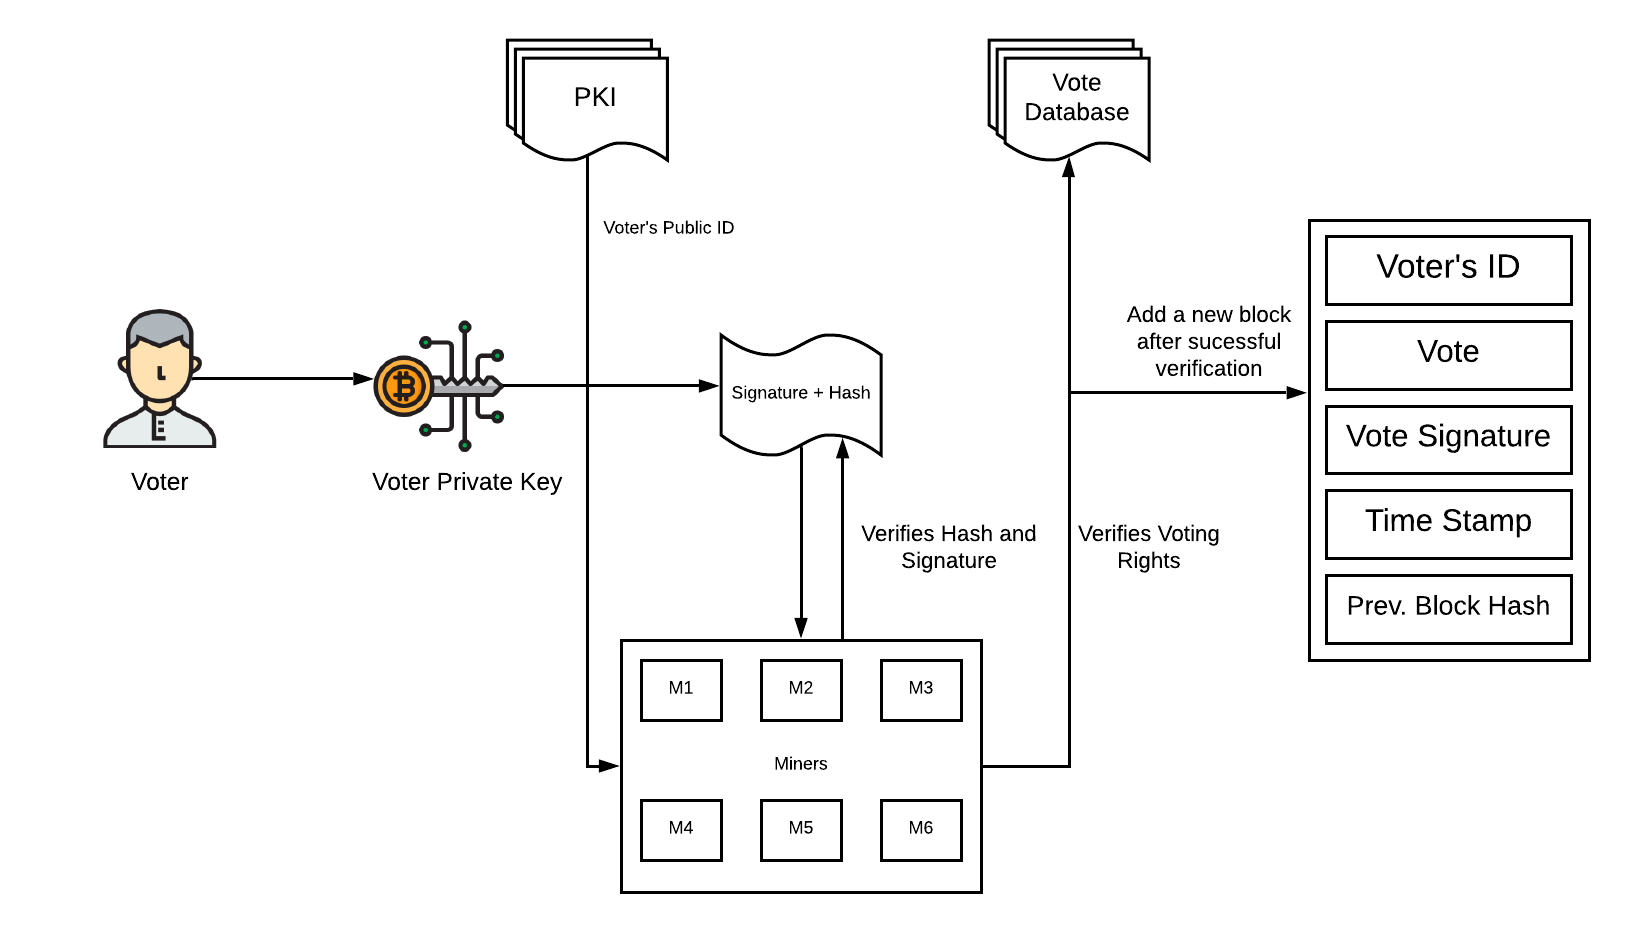 PKI
Vote
Database
Voter's Public ID
Voter
Voter Private Key
Signature + Hash
Verifies Hash and
Signature
Verifies Voting
Rights
Add a new block
after sucessful
verification
Voter's ID
Vote
Vote Signature
Time Stamp
Prev. Block Hash
M1
M2
M3
Miners
M4
M5
M6